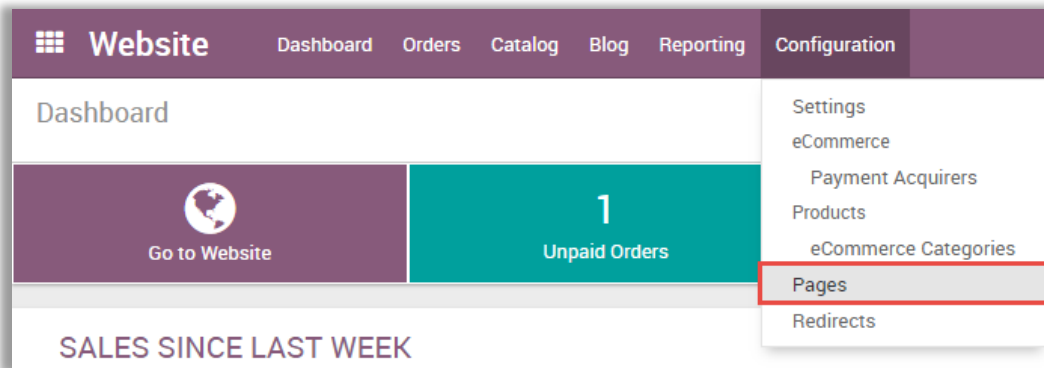 Website Dashboard Orders Catalog Blog Reporting Configuration
Dashboard
Go to Website
1
Unpaid Orders
Settings
eCommerce
Payment Acquirers
Products
eCommerce Categories
Pages
Redirects
SALES SINCE LAST WEEK